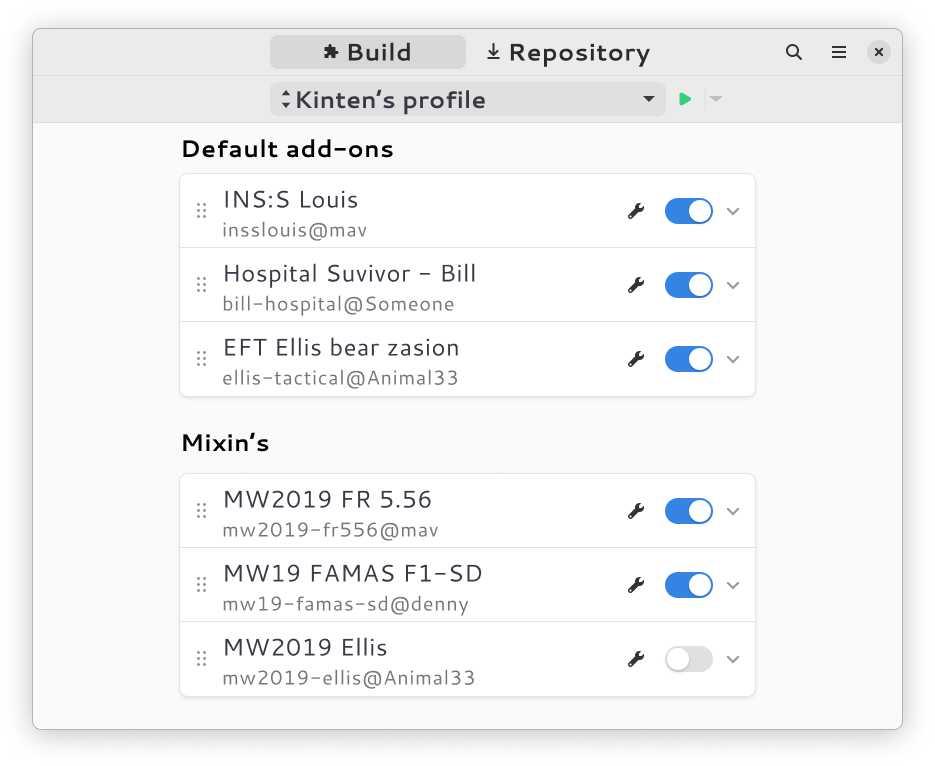 Build
Repository
Kinten's profile
Default add-ons
INS:S Louis
insslouis@mav
Hospital Suvivor - Bill
bill-hospital@Someone
EFT Ellis bear zasion
ellis-tactical@Animal33
Mixin's
MW2019 FR 5.56
mw2019-fr556@mav
MW19 FAMAS F1-SD
mw19-famas-sd@denny
MW2019 Ellis
mw2019-ellis@Animal33